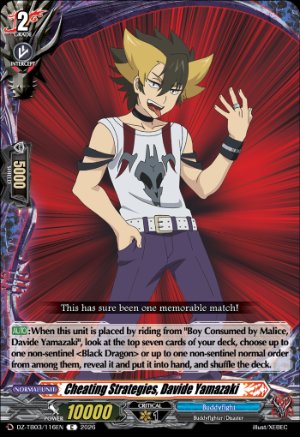 2
GRADE
INTERCEPT
5000
SHIELD
This has sure been one memorable match!
AUTO:When this unit is placed by riding from "Boy Consumed by Malice,
Davide Yamazaki", look at the top seven cards of your deck, choose up to
one non-sentinel <Black Dragon> or up to one non-sentinel normal order
from among them, reveal it and put it into hand, and shuffle the deck.
NORMAL UNIT
Cheating Strategies, Davide Yamazaki
POWER 10000
CRITICAL
1
Buddyfight
Buddyfighter/Duster
D-TB03/116EN C 2026
illust/XEBEC